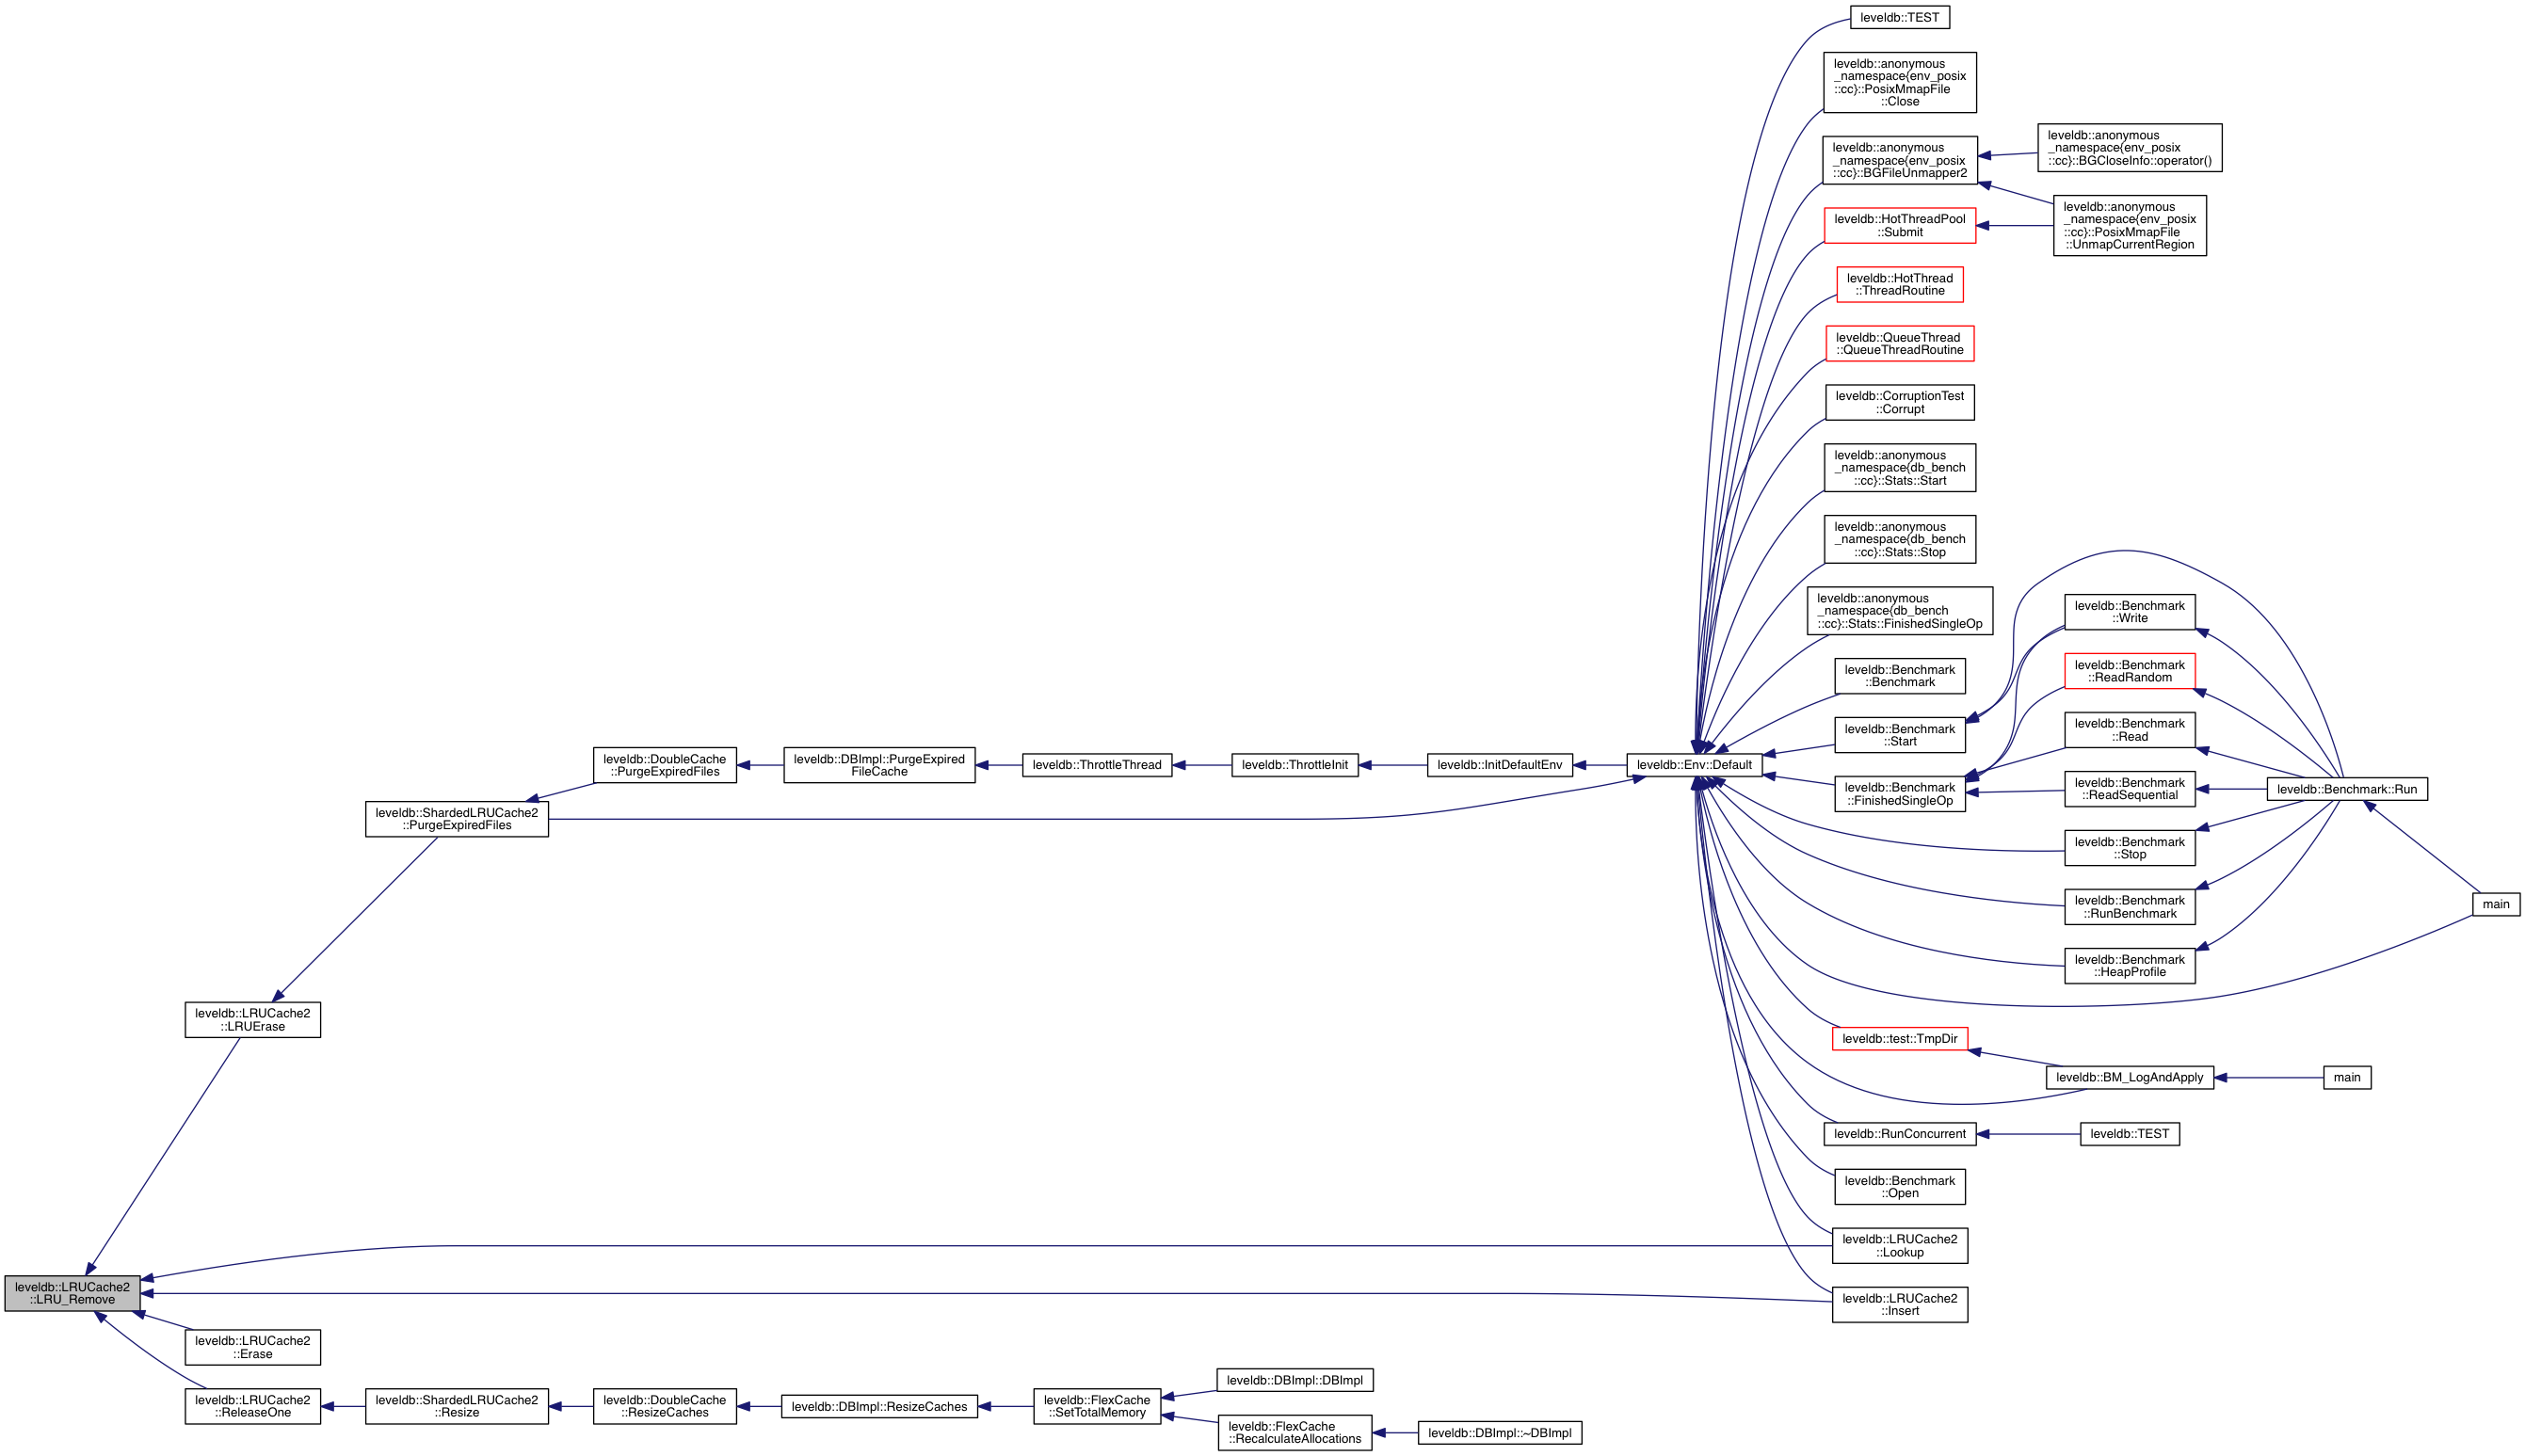 leveldb::TEST
leveldb::anonymous
_namespace{env_posix
::cc}::PosixMmapFile
::Close
leveldb::anonymous
_namespace{env_posix
::cc}::BGFileUnmapper2
leveldb::anonymous
_namespace{env_posix
::cc}::BGCloseInfo::operator()
leveldb::HotThreadPool
::Submit
leveldb::anonymous
_namespace{env_posix
::cc}::PosixMmapFile
::UnmapCurrentRegion
leveldb::HotThread
::ThreadRoutine
leveldb::QueueThread
::QueueThreadRoutine
leveldb::CorruptionTest
::Corrupt
leveldb::anonymous
_namespace{db_bench
::cc}::Stats::Start
leveldb::anonymous
_namespace{db_bench
::cc}::Stats::Stop
leveldb::anonymous
_namespace{db_bench
::cc}::Stats::FinishedSingleOp
leveldb::Benchmark
::Write
leveldb::Benchmark
::Benchmark
leveldb::Benchmark
::ReadRandom
leveldb::Benchmark
::Start
leveldb::Benchmark
::Read
leveldb::DoubleCache
::PurgeExpiredFiles
leveldb::DBImpl::PurgeExpired
FileCache
leveldb::ThrottleThread
leveldb::ThrottleInit
leveldb::InitDefaultEnv
leveldb::Env::Default
leveldb::Benchmark
::FinishedSingleOp
leveldb::Benchmark
::ReadSequential
leveldb::Benchmark::Run
leveldb::ShardedLRUCache2
::PurgeExpiredFiles
leveldb::Benchmark
::Stop
leveldb::Benchmark
::RunBenchmark
main
leveldb::Benchmark
::HeapProfile
leveldb::LRUCache2
::LRUErase
leveldb::test::TmpDir
leveldb::BM_LogAndApply
main
leveldb::RunConcurrent
leveldb::TEST
leveldb::Benchmark
::Open
leveldb::LRUCache2
::Lookup
leveldb::LRUCache2
::LRU_Remove
leveldb::LRUCache2
::Insert
leveldb::LRUCache2
::Erase
leveldb::LRUCache2
::ReleaseOne
leveldb::ShardedLRUCache2
::Resize
leveldb::DoubleCache
::ResizeCaches
leveldb::DBImpl::ResizeCaches
leveldb::FlexCache
::SetTotalMemory
leveldb::DBImpl::DBImpl
leveldb::FlexCache
::RecalculateAllocations
leveldb::DBImpl::~DBImpl